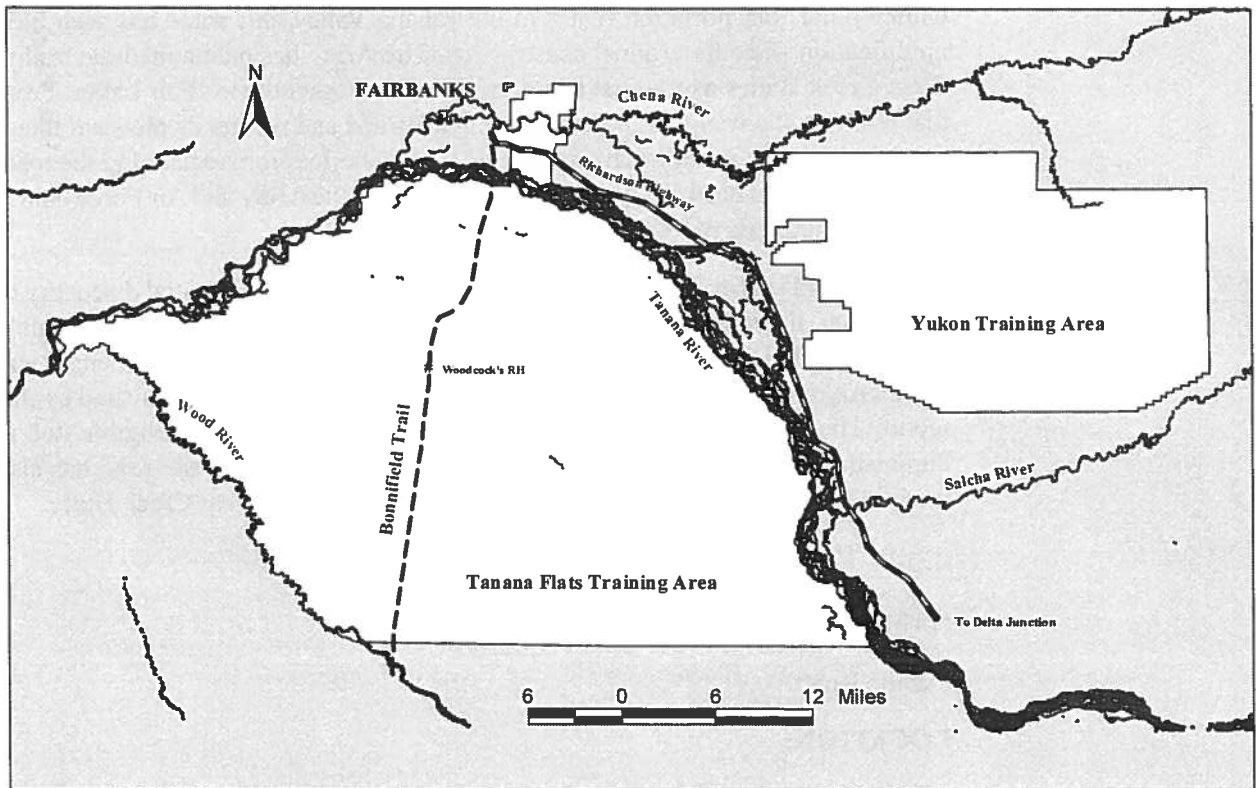 N
FAIRBANKS
Chena River
Richardson Highway
Tanana River
Yukon Training Area
Woodcock's RH
Wood River
Bonnifield Trail
Salcha River
Tanana Flats Training Area
To Delta Junction
6 0 6 12 Miles